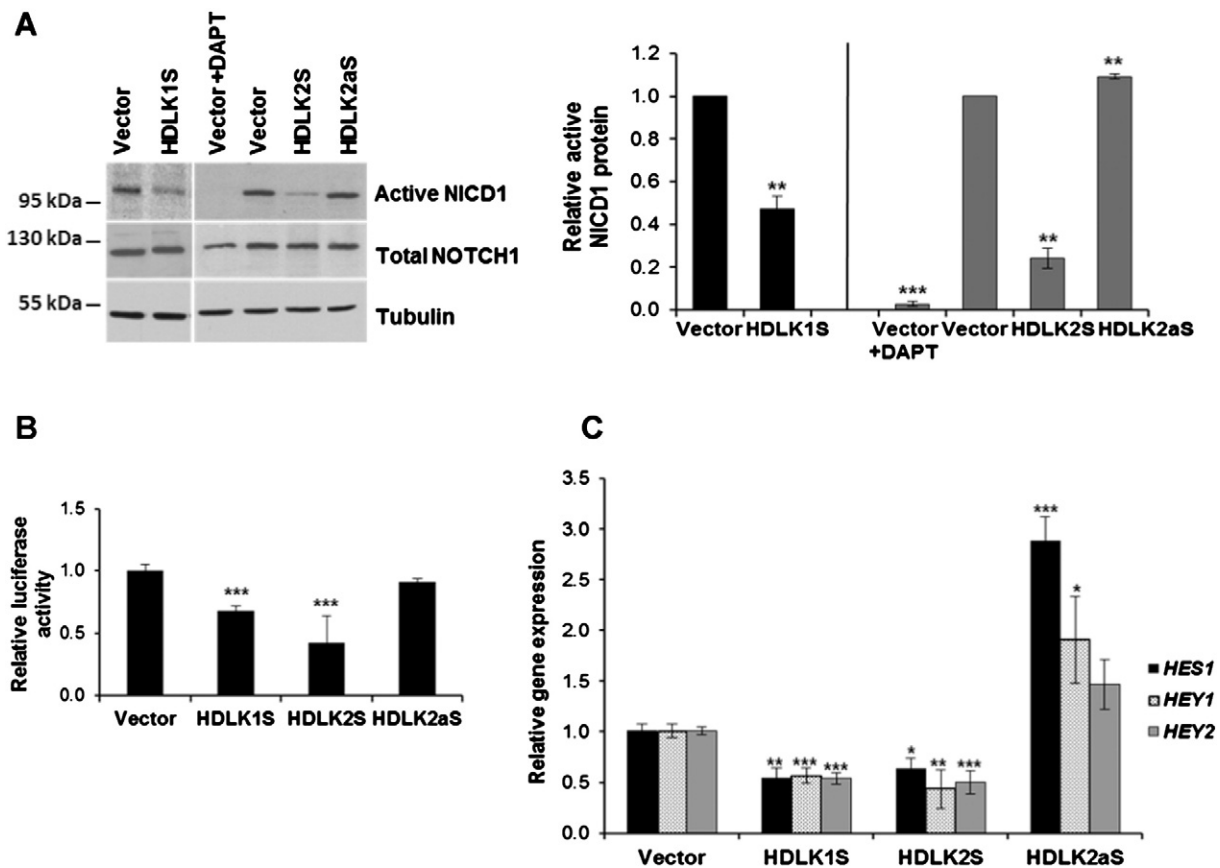 A
Vector
HDLK1S
Vector +DAPT
Vector
HDLK2S
HDLK2aS
95 kDa
Active NICD1
130 kDa
Total NOTCH1
55 kDa
Tubulin
Relative active
NICD1 protein
1.2
1.0
0.8
0.6
0.4
0.2
0.0
**
***
**
**
Vector HDLK1S
Vector
+DAPT
Vector HDLK2S HDLK2aS
B
Relative luciferase
activity
1.5
1.0
0.5
0.0
***
***
Vector HDLK1S HDLK2S HDLK2aS
C
Relative gene expression
3.5
3.0
2.5
2.0
1.5
1.0
0.5
0.0
** *** ***
* ** ***
***
*
Vector HDLK1S HDLK2S HDLK2aS
HES1
HEY1
HEY2